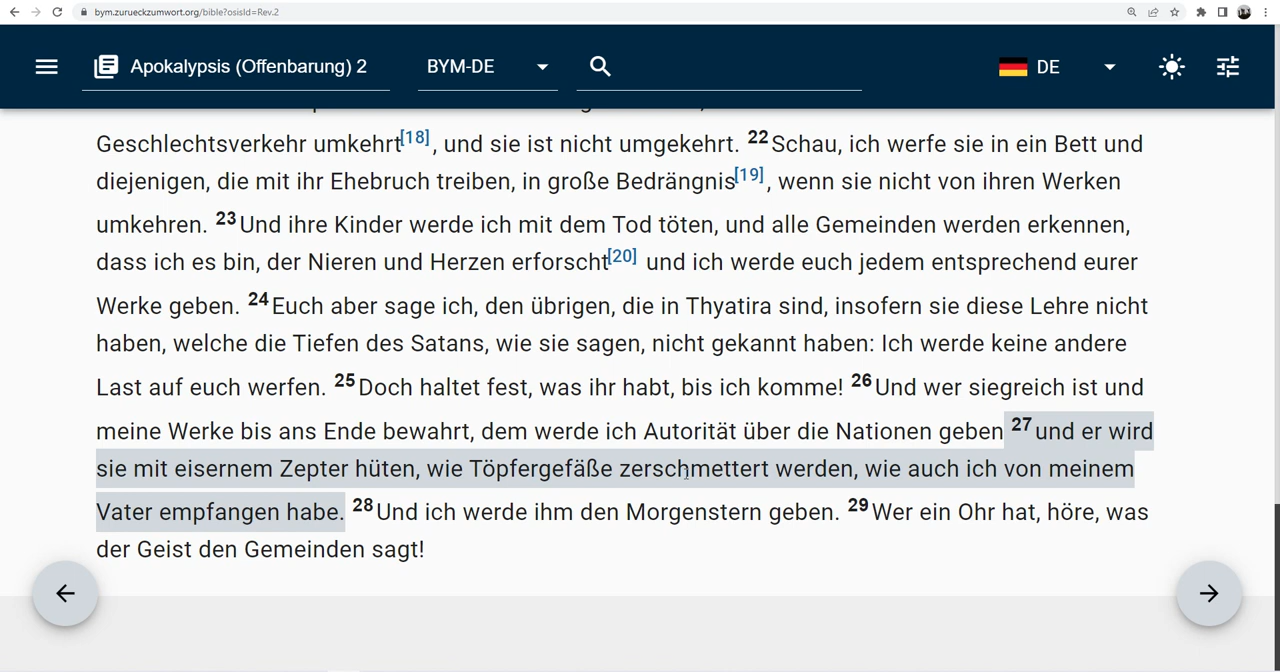 bym.zurueckzumwort.org/bible?osisId=Rev.2
Apokalypsis (Offenbarung) 2
BYM-DE
DE
Geschlechtsverkehr umkehrt[18], und sie ist nicht umgekehrt. 22 Schau, ich werfe sie in ein Bett und
diejenigen, die mit ihr Ehebruch treiben, in große Bedrängnis[19], wenn sie nicht von ihren Werken
umkehren. 23 Und ihre Kinder werde ich mit dem Tod töten, und alle Gemeinden werden erkennen,
dass ich es bin, der Nieren und Herzen erforscht[20] und ich werde euch jedem entsprechend eurer
Werke geben. 24 Euch aber sage ich, den übrigen, die in Thyatira sind, insofern sie diese Lehre nicht
haben, welche die Tiefen des Satans, wie sie sagen, nicht gekannt haben: Ich werde keine andere
Last auf euch werfen. 25 Doch haltet fest, was ihr habt, bis ich komme! 26 Und wer siegreich ist und
meine Werke bis ans Ende bewahrt, dem werde ich Autorität über die Nationen geben 27 und er wird
sie mit eisernem Zepter hüten, wie Töpfergefäße zerschmettert werden, wie auch ich von meinem
Vater empfangen habe. 28 Und ich werde ihm den Morgenstern geben. 29 Wer ein Ohr hat, höre, was
der Geist den Gemeinden sagt!